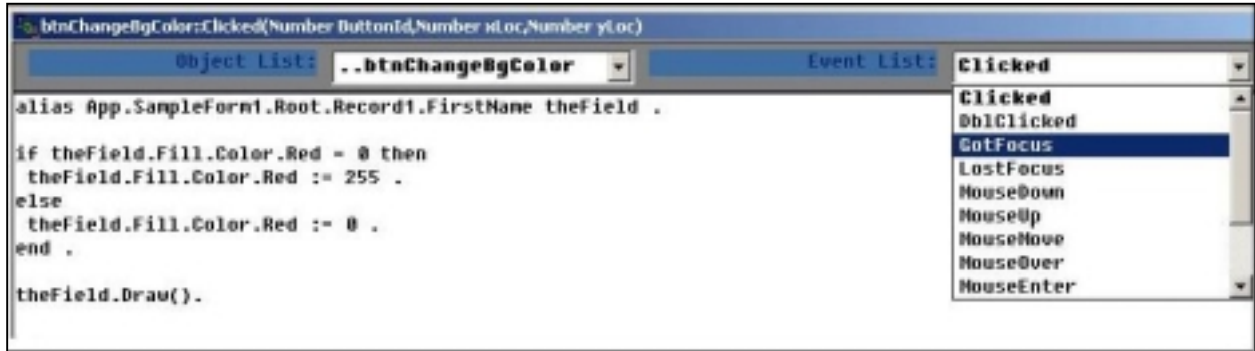 btnChangeBgColor::Clicked(Number ButtonId,Number xLoc,Number yLoc)
Object List: ..btnChangeBgColor Event List: Clicked
alias App.SampleForm1.Root.Record1.FirstName theField .
if theField.Fill.Color.Red = 0 then
theField.Fill.Color.Red := 255 .
else
theField.Fill.Color.Red := 0 .
end .
theField.Draw().
Clicked
DblClicked
GotFocus
LostFocus
MouseDown
MouseUp
MouseMove
MouseOver
MouseEnter